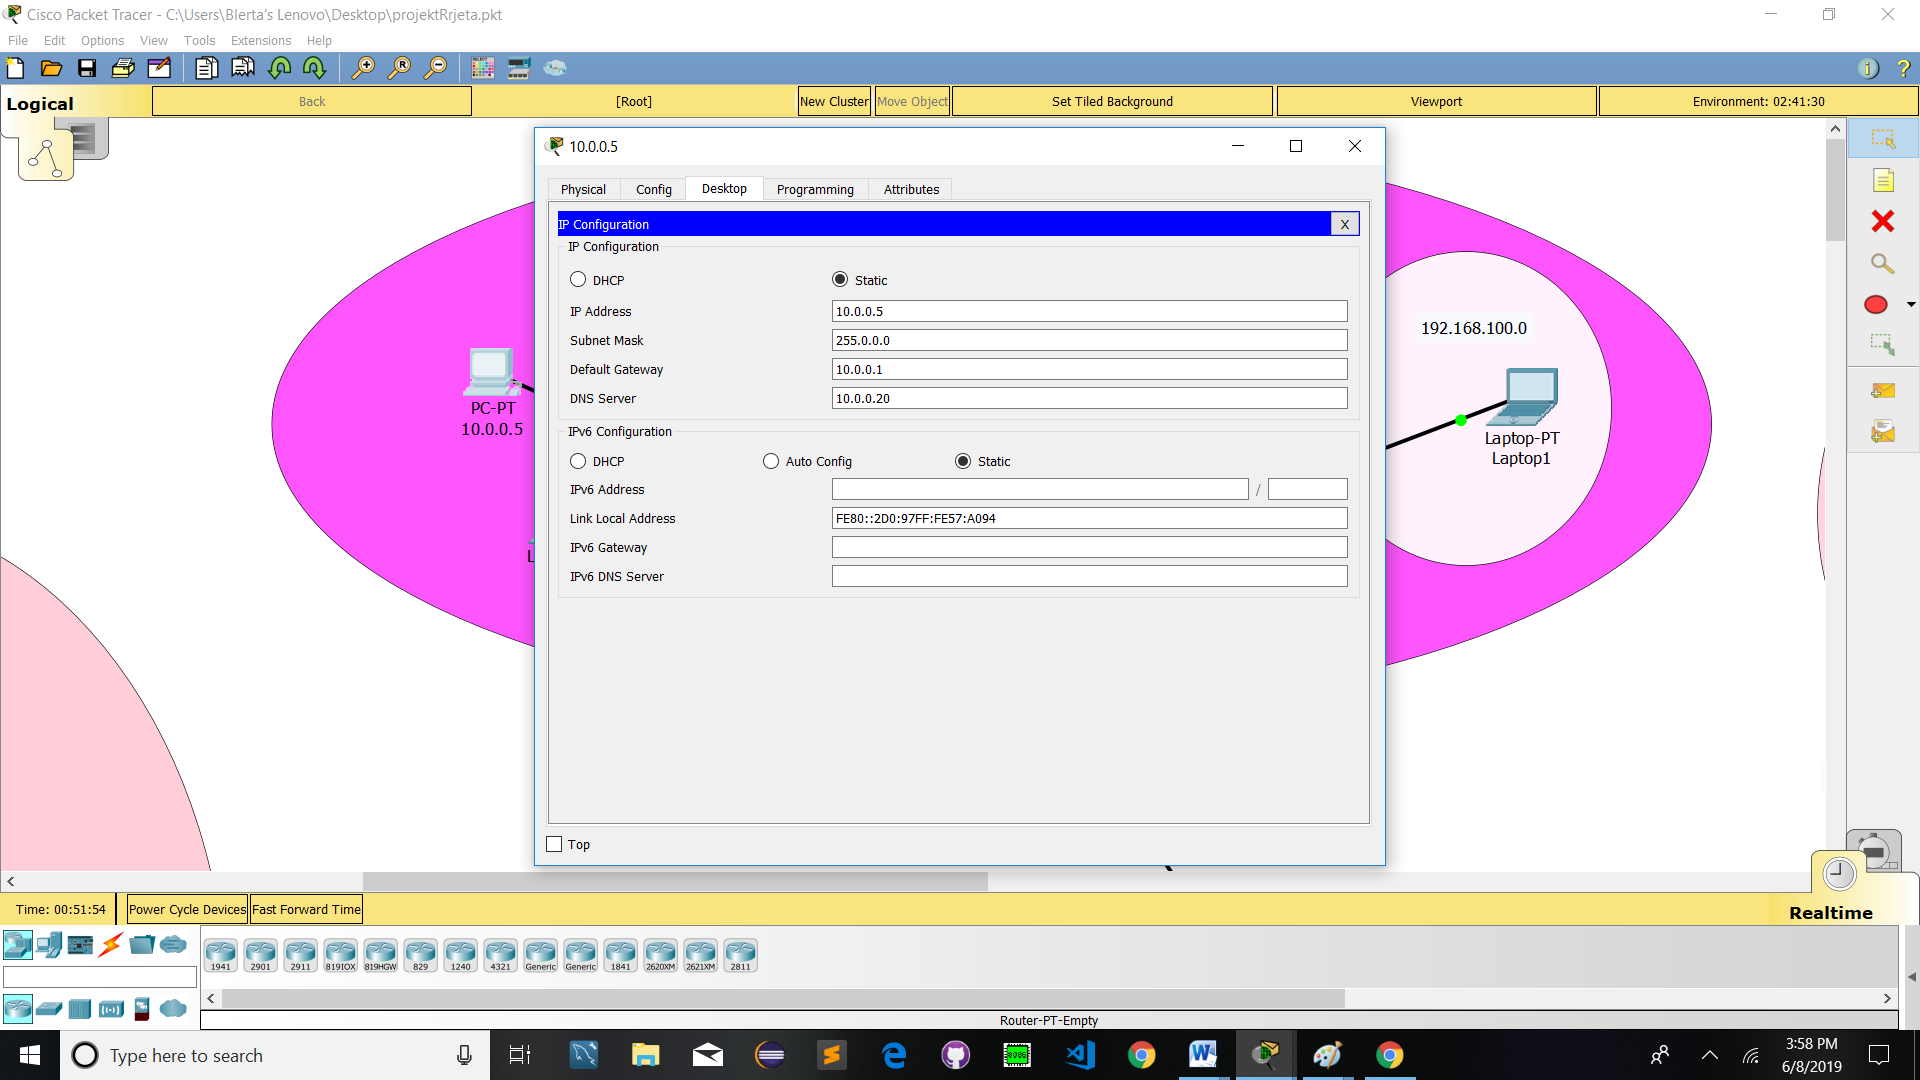 Cisco Packet Tracer - C:\Users\Blerta's Lenovo\Desktop\projektRrjeta.pkt
File Edit Options View Tools Extensions Help
Logical
Back
[Root]
New Cluster
Move Object
Set Tiled Background
Viewport
Environment: 02:41:30
10.0.0.5
Physical
Config
Desktop
Programming
Attributes
IP Configuration
X
IP Configuration
DHCP
Static
IP Address
10.0.0.5
Subnet Mask
255.0.0.0
Default Gateway
10.0.0.1
DNS Server
10.0.0.20
IPv6 Configuration
DHCP
Auto Config
Static
IPv6 Address
/
Link Local Address
FE80::2D0:97FF:FE57:A094
IPv6 Gateway
IPv6 DNS Server
Top
PC-PT
10.0.0.5
L
192.168.100.0
Laptop-PT
Laptop1
Time: 00:51:54
Power Cycle Devices
Fast Forward Time
Realtime
1941
2901
2911
819IOX
819HGW
829
1240
4321
Generic
Generic
1841
2620XM
2621XM
2811
Router-PT-Empty
Type here to search
3:58 PM
6/8/2019